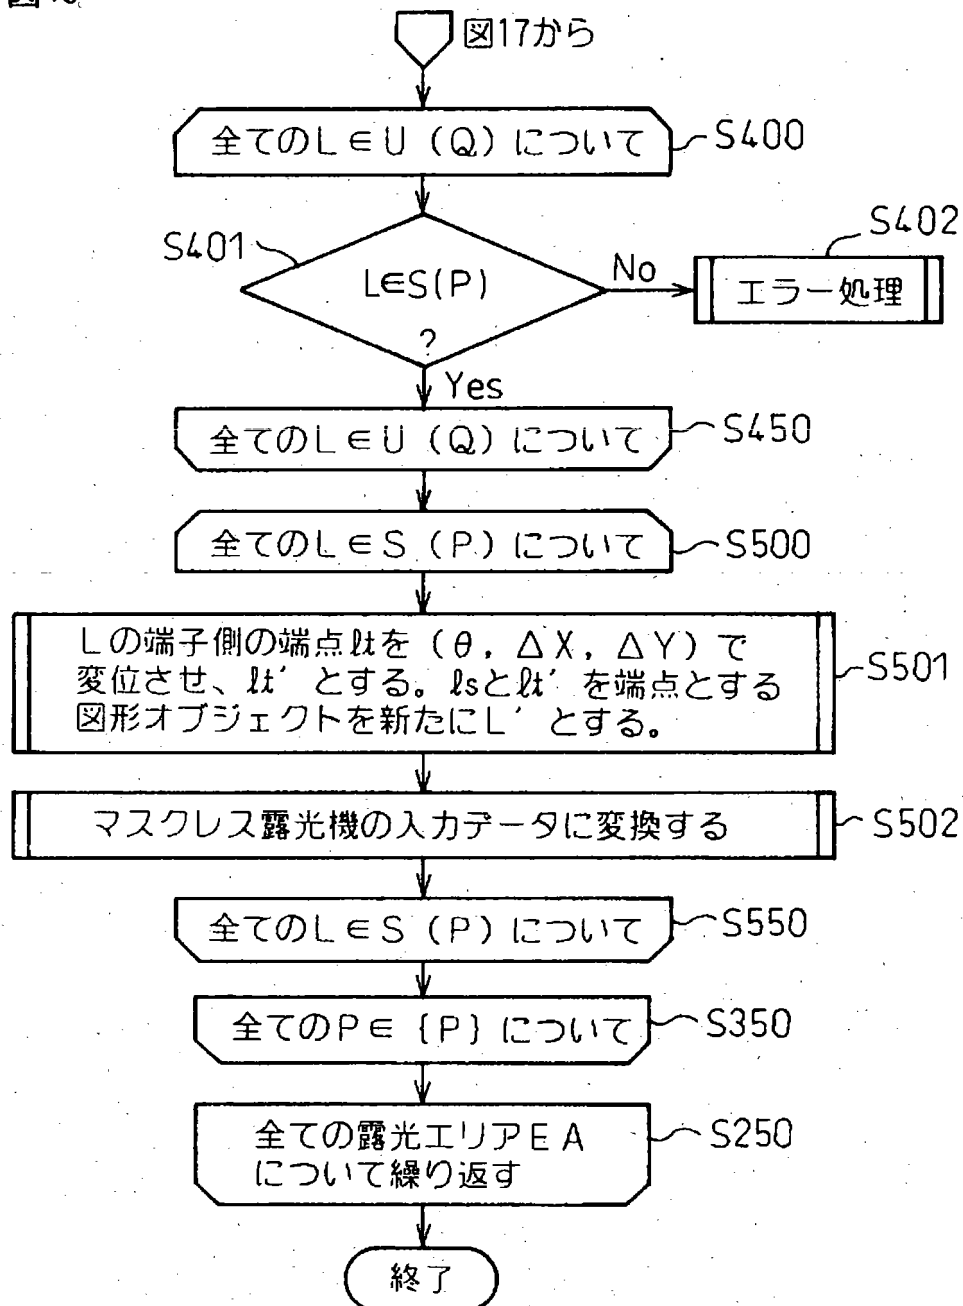 図17から
全てのL∈U (Q) について
S400
S401
L∈S(P)
?
No
S402
エラー処理
Yes
全てのL∈U (Q) について
S450
全てのL∈S (P) について
S500
Lの端子側の端点ℓtを (θ, ΔX, ΔY) で
変位させ、ℓt′とする。ℓsとℓt′を端点とする
図形オブジェクトを新たにL′とする。
S501
マスクレス露光機の入力データに変換する
S502
全てのL∈S (P) について
S550
全てのP∈ {P} について
S350
全ての露光エリアEA
について繰り返す
S250
終了